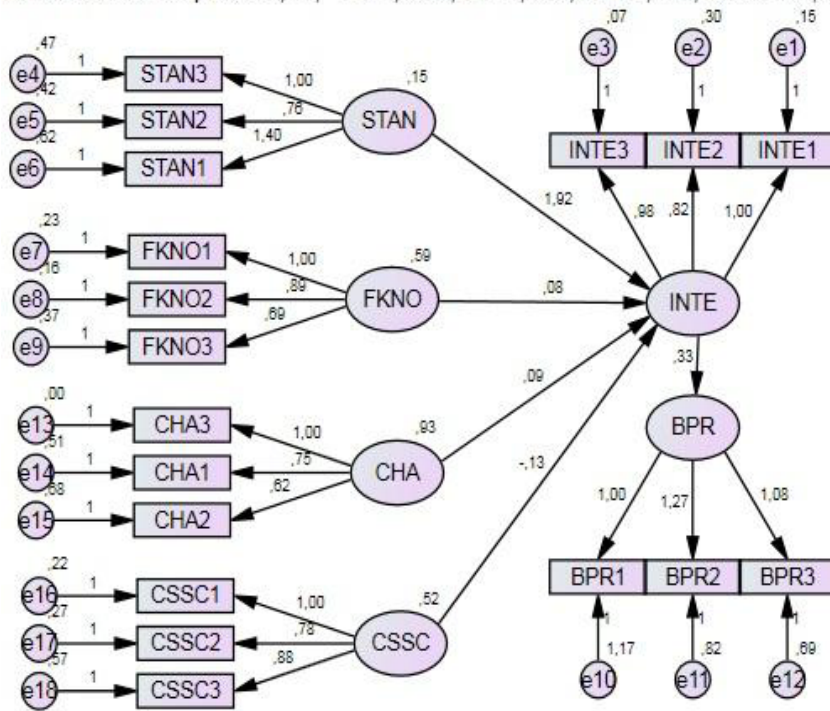 ,47
e4 1 STAN3
1,00
,15
,42
e5 1 STAN2
,76
STAN
,62
e6 1 STAN1
1,40
,07 ,30 ,15
e3 e2 e1
1 1 1
INTE3 INTE2 INTE1
1,92
,98 ,82 1,00
,23
e7 1 FKNO1
1,00
,59
,16
e8 1 FKNO2
,89
FKNO
,08
INTE
,37
e9 1 FKNO3
,69
,33
,00
e13 1 CHA3
1,00
,93
,09
BPR
,51
e14 1 CHA1
,75
CHA
-,13
,68
e15 1 CHA2
,62
1,00 1,27 1,08
,22
e16 1 CSSC1
1,00
,52
BPR1 BPR2 BPR3
,27
e17 1 CSSC2
,78
CSSC
1 1 1
1,17 ,82 ,69
,57
e18 1 CSSC3
,88
e10 e11 e12